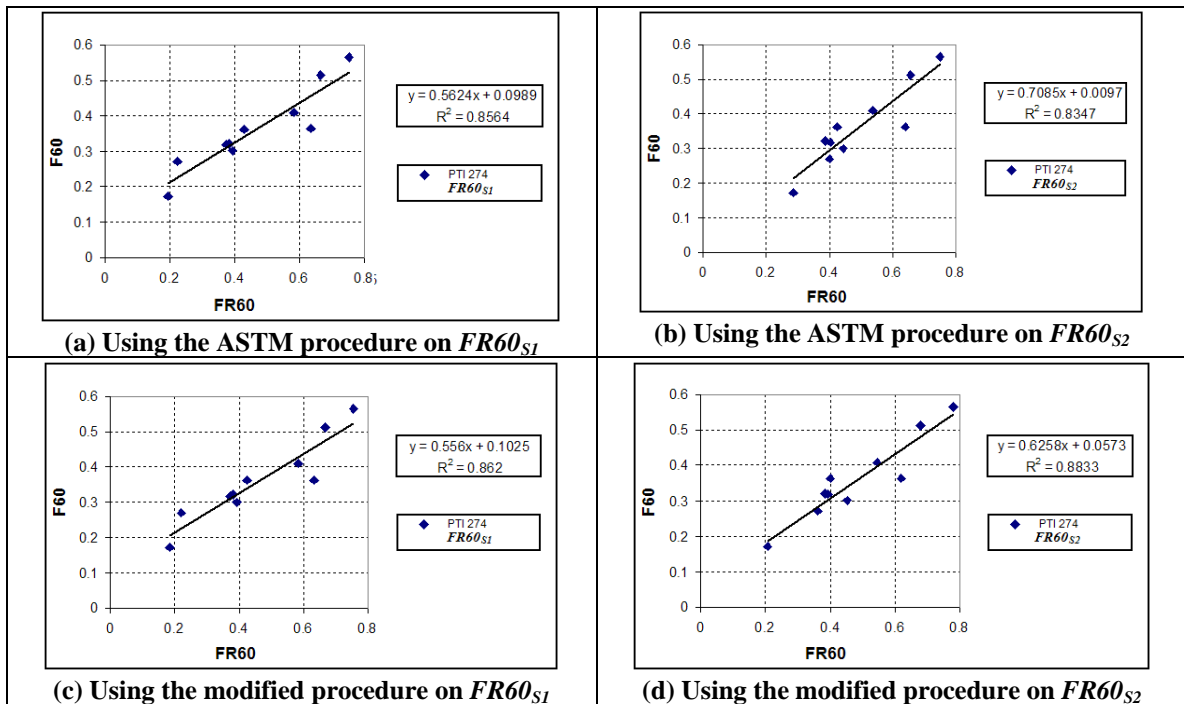 0.6
0.5
0.4
0.3
0.2
0.1
0
F60
0 0.2 0.4 0.6 0.8
FR60
y = 0.5624x + 0.0989
R² = 0.8564
PTI 274
FR60S1
(a) Using the ASTM procedure on FR60S1
0.6
0.5
0.4
0.3
0.2
0.1
0
F60
0 0.2 0.4 0.6 0.8
FR60
y = 0.7085x + 0.0097
R² = 0.8347
PTI 274
FR60S2
(b) Using the ASTM procedure on FR60S2
0.6
0.5
0.4
0.3
0.2
0.1
0
F60
0 0.2 0.4 0.6 0.8
FR60
y = 0.556x + 0.1025
R² = 0.862
PTI 274
FR60S1
(c) Using the modified procedure on FR60S1
0.6
0.5
0.4
0.3
0.2
0.1
0
F60
0 0.2 0.4 0.6 0.8
FR60
y = 0.6258x + 0.0573
R² = 0.8833
PTI 274
FR60S2
(d) Using the modified procedure on FR60S2